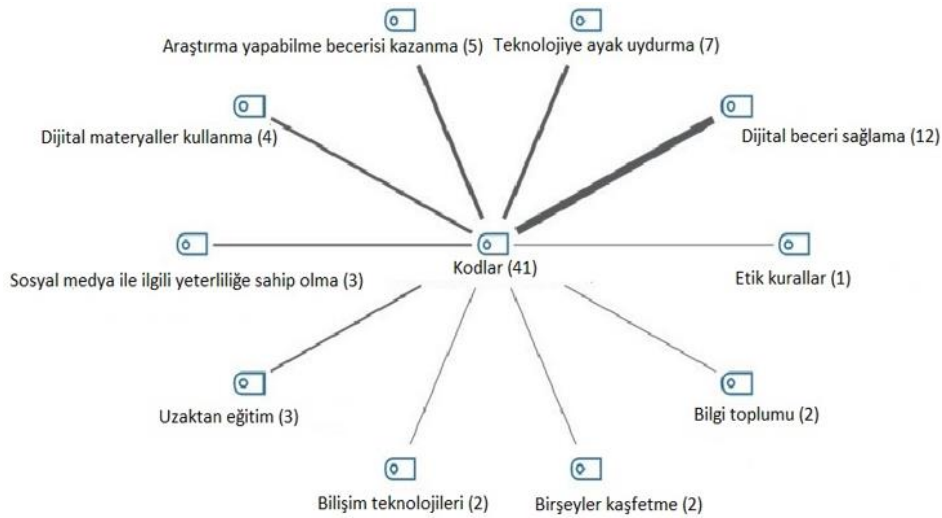 Araştırma yapabilme becerisi kazanma (5)
Teknolojiye ayak uydurma (7)
Dijital materyaller kullanma (4)
Dijital beceri sağlama (12)
Sosyal medya ile ilgili yeterliliğe sahip olma (3)
Kodlar (41)
Etik kurallar (1)
Uzaktan eğitim (3)
Bilgi toplumu (2)
Bilişim teknolojileri (2)
Birşeyler kaşfetme (2)